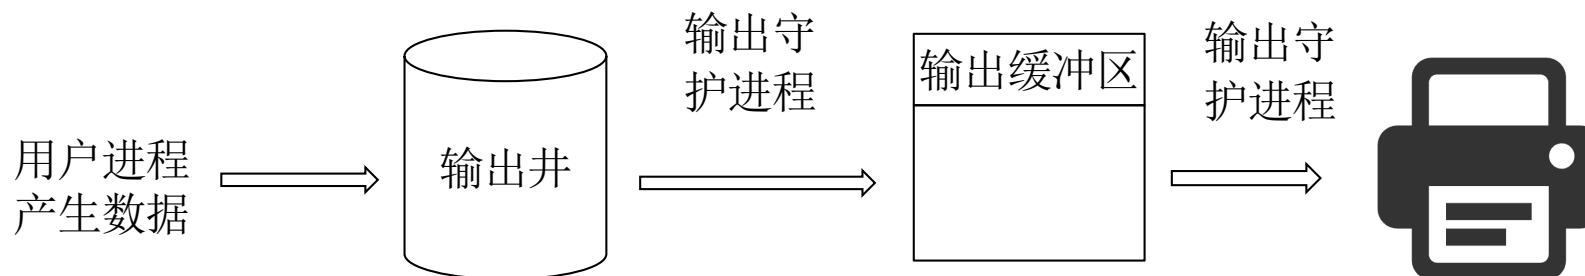 用户进程
产生数据
输出井
输出守
护进程
输出缓冲区
输出守
护进程